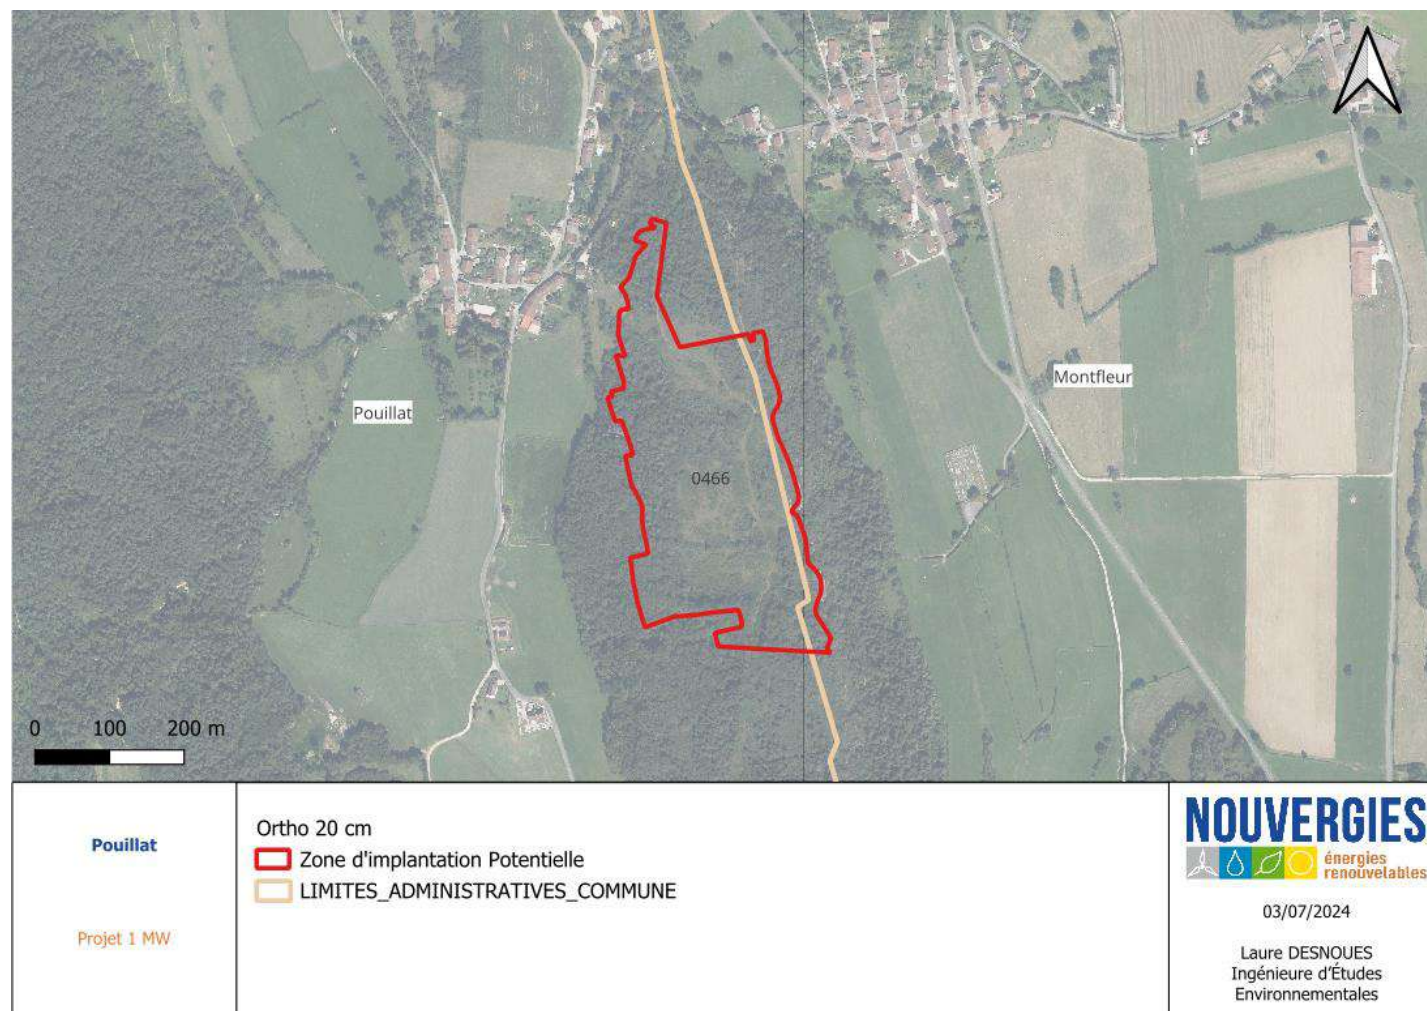 Pouillat
Montfleur
0466
0 100 200 m
Pouillat
Projet 1 MW
Ortho 20 cm
Zone d'implantation Potentielle
LIMITES_ADMINISTRATIVES_COMMUNE
NOUVERGIES
énergies
renouvelables
03/07/2024
Laure DESNOUES
Ingénieure d'Études
Environnementales